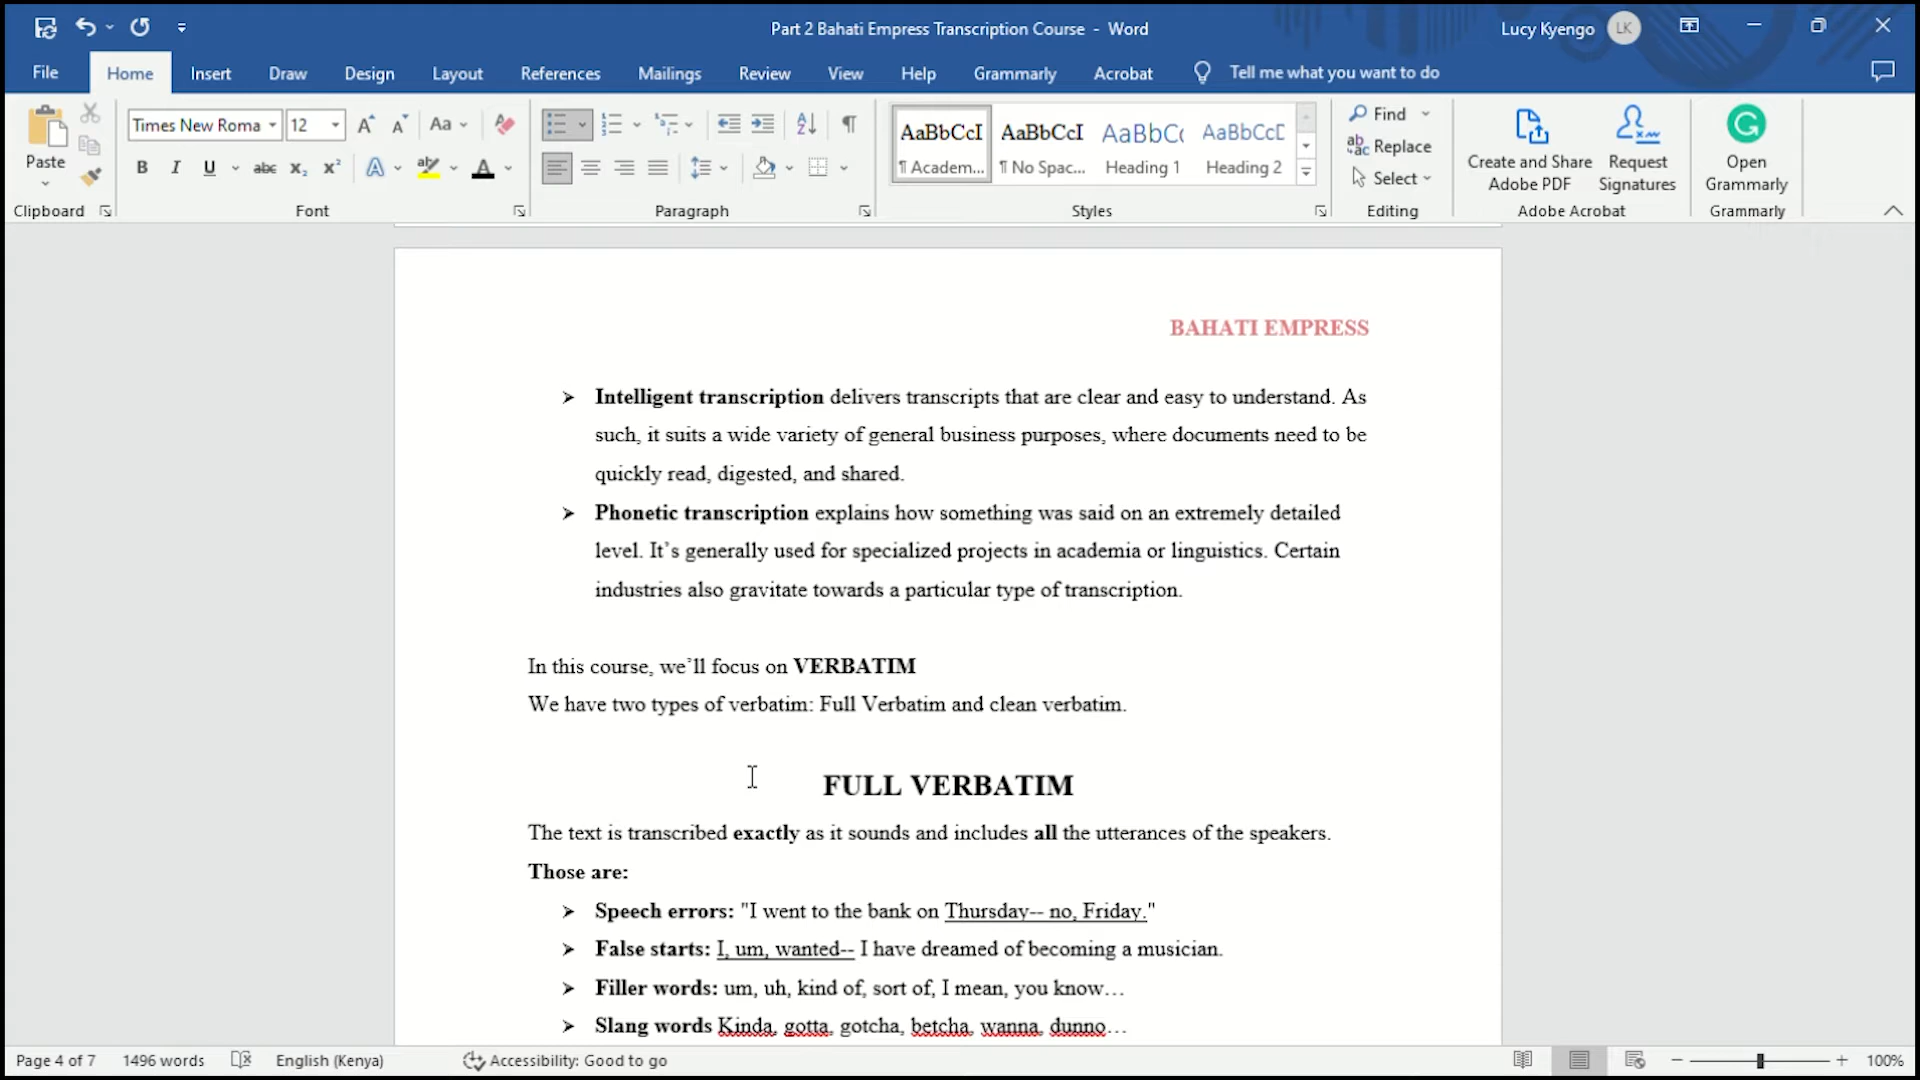 Part 2 Bahati Empress Transcription Course - Word
Lucy Kyengo LK
File Home Insert Draw Design Layout References Mailings Review View Help Grammarly Acrobat Tell me what you want to do
Paste
Clipboard
Times New Roma 12
Aa
B I U abc x₂ x²
Font
Paragraph
AaBbCcI AaBbCcI AaBbCc AaBbCcD
¶ Academ... ¶ No Spac... Heading 1 Heading 2
Styles
Find
Replace
Select
Editing
Create and Share Adobe PDF
Request Signatures
Adobe Acrobat
Open Grammarly
Grammarly
BAHATI EMPRESS
➤ Intelligent transcription delivers transcripts that are clear and easy to understand. As
such, it suits a wide variety of general business purposes, where documents need to be
quickly read, digested, and shared.
➤ Phonetic transcription explains how something was said on an extremely detailed
level. It’s generally used for specialized projects in academia or linguistics. Certain
industries also gravitate towards a particular type of transcription.
In this course, we’ll focus on VERBATIM
We have two types of verbatim: Full Verbatim and clean verbatim.
FULL VERBATIM
The text is transcribed exactly as it sounds and includes all the utterances of the speakers.
Those are:
➤ Speech errors: "I went to the bank on Thursday-- no, Friday."
➤ False starts: I, um, wanted-- I have dreamed of becoming a musician.
➤ Filler words: um, uh, kind of, sort of, I mean, you know…
➤ Slang words Kinda, gotta, gotcha, betcha, wanna, dunno…
Page 4 of 7 1496 words English (Kenya) Accessibility: Good to go 100%